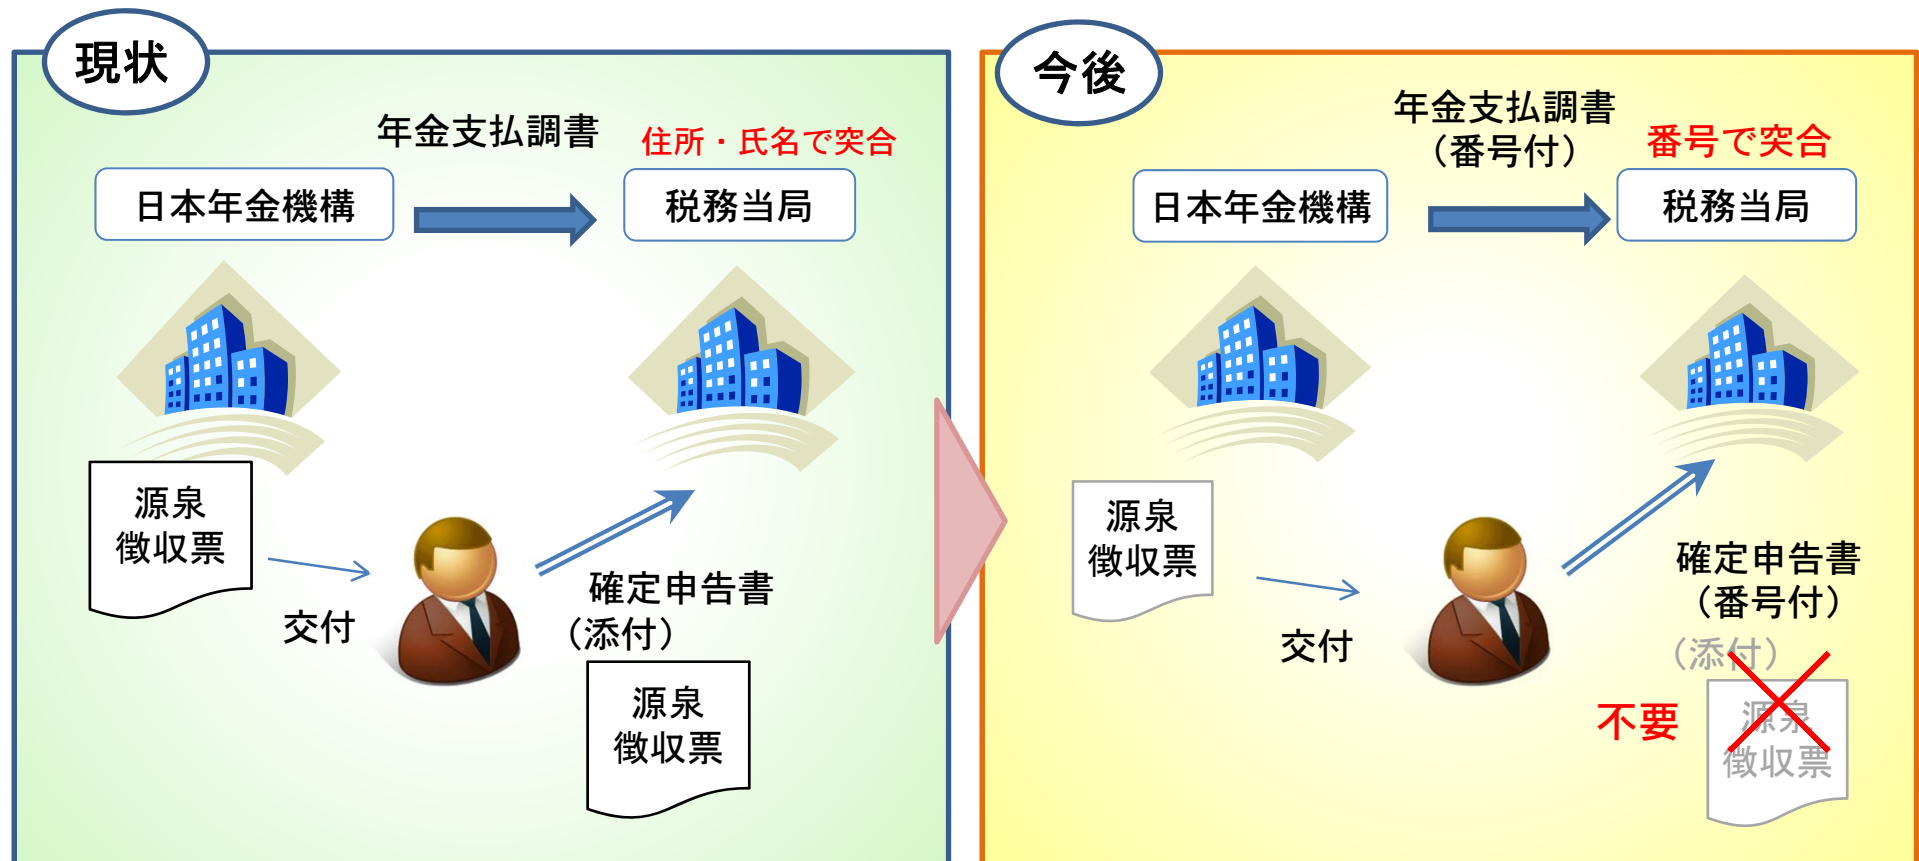 現状
年金支払調書
住所・氏名で突合
日本年金機構
税務当局
源泉
徴収票
交付
確定申告書
（添付）
源泉
徴収票
今後
年金支払調書
（番号付）
番号で突合
日本年金機構
税務当局
源泉
徴収票
交付
確定申告書
（番号付）
（添付）
不要
源泉
徴収票